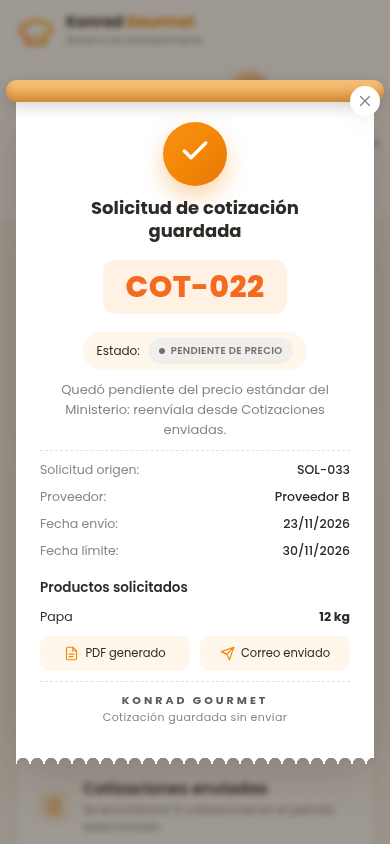 Konrad Gourmet
Solicitud de cotización
guardada
COT-022
Estado: PENDIENTE DE PRECIO
Quedó pendiente del precio estándar del
Ministerio: reenvíala desde Cotizaciones
enviadas.
Solicitud origen: SOL-033
Proveedor: Proveedor B
Fecha envío: 23/11/2026
Fecha límite: 30/11/2026
Productos solicitados
Papa 12 kg
PDF generado Correo enviado
KONRAD GOURMET
Cotización guardada sin enviar
Cotizaciones enviadas